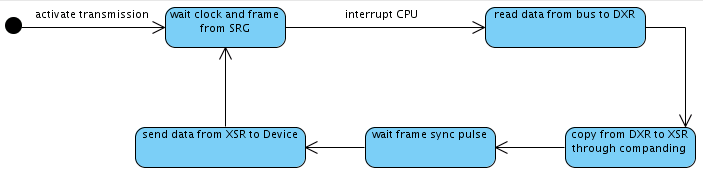 activate transmission
wait clock and frame
from SRG
interrupt CPU
read data from bus to DXR
copy from DXR to XSR
through companding
wait frame sync pulse
send data from XSR to Device